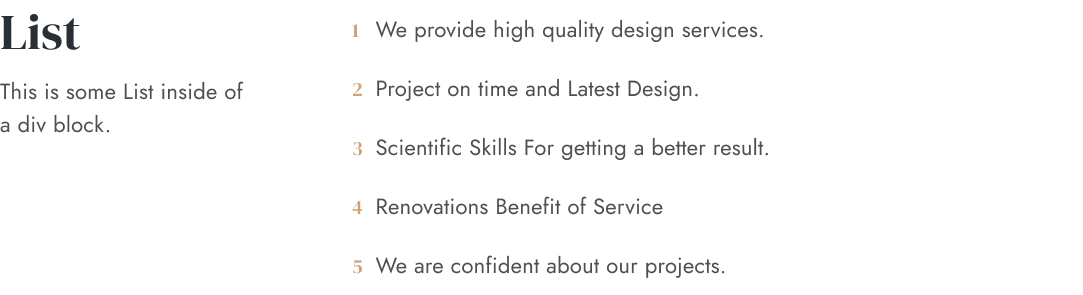 List
This is some List inside of
a div block.
1 We provide high quality design services.
2 Project on time and Latest Design.
3 Scientific Skills For getting a better result.
4 Renovations Benefit of Service
5 We are confident about our projects.